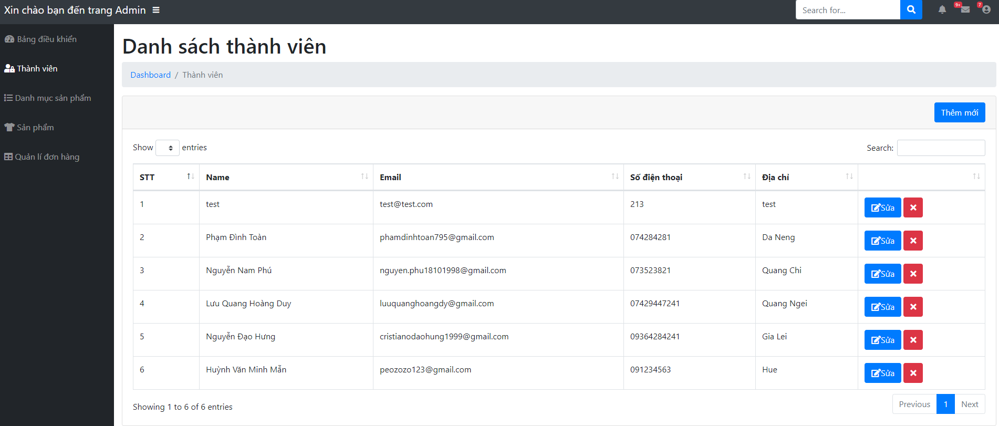 Xin chào bạn đến trang Admin
Search for...
9+
7
Bảng điều khiển
Thành viên
Danh mục sản phẩm
Sản phẩm
Quản lí đơn hàng
Danh sách thành viên
Dashboard / Thành viên
Thêm mới
Show entries
Search:
STT Name Email Số điện thoại Địa chỉ
1 test test@test.com 213 test Sửa
2 Phạm Đình Toàn phamdinhtoan795@gmail.com 074284281 Da Neng Sửa
3 Nguyễn Nam Phú nguyen.phu18101998@gmail.com 073523821 Quang Chi Sửa
4 Lưu Quang Hoàng Duy luuquanghoangdy@gmail.com 07429447241 Quang Ngei Sửa
5 Nguyễn Đạo Hưng cristianodaohung1999@gmail.com 09364284241 Gia Lei Sửa
6 Huỳnh Văn Minh Mẫn peozozo123@gmail.com 091234563 Hue Sửa
Showing 1 to 6 of 6 entries
Previous 1 Next